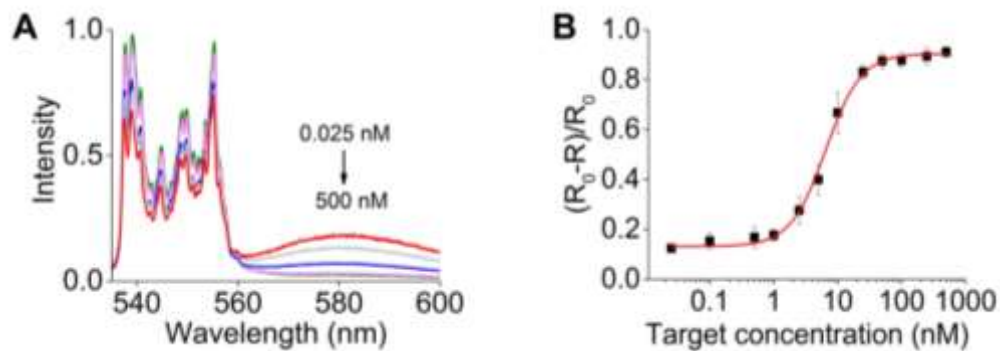 A
1.0
0.5
0.0
Intensity
0.025 nM
500 nM
540
560
580
600
Wavelength (nm)
B
1.0
0.8
0.6
0.4
0.2
0.0
(R₀-R)/R₀
0.1
1
10
100
1000
Target concentration (nM)